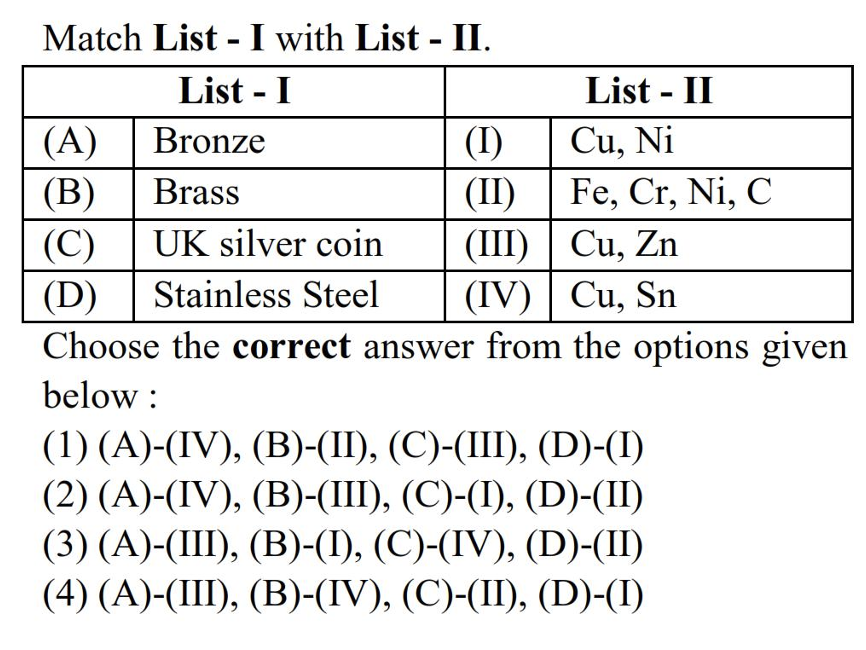 Match List - I with List - II.
List - I List - II
(A) Bronze (I) Cu, Ni
(B) Brass (II) Fe, Cr, Ni, C
(C) UK silver coin (III) Cu, Zn
(D) Stainless Steel (IV) Cu, Sn
Choose the correct answer from the options given
below :
(1) (A)-(IV), (B)-(II), (C)-(III), (D)-(I)
(2) (A)-(IV), (B)-(III), (C)-(I), (D)-(II)
(3) (A)-(III), (B)-(I), (C)-(IV), (D)-(II)
(4) (A)-(III), (B)-(IV), (C)-(II), (D)-(I)